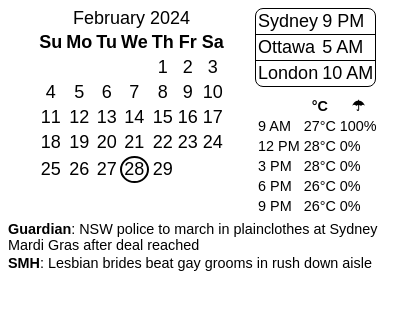 February 2024
Su Mo Tu We Th Fr Sa
1 2 3
4 5 6 7 8 9 10
11 12 13 14 15 16 17
18 19 20 21 22 23 24
25 26 27 28 29
Sydney 9 PM
Ottawa 5 AM
London 10 AM
°C ☂
9 AM 27°C 100%
12 PM 28°C 0%
3 PM 28°C 0%
6 PM 26°C 0%
9 PM 26°C 0%
Guardian: NSW police to march in plainclothes at Sydney
Mardi Gras after deal reached
SMH: Lesbian brides beat gay grooms in rush down aisle